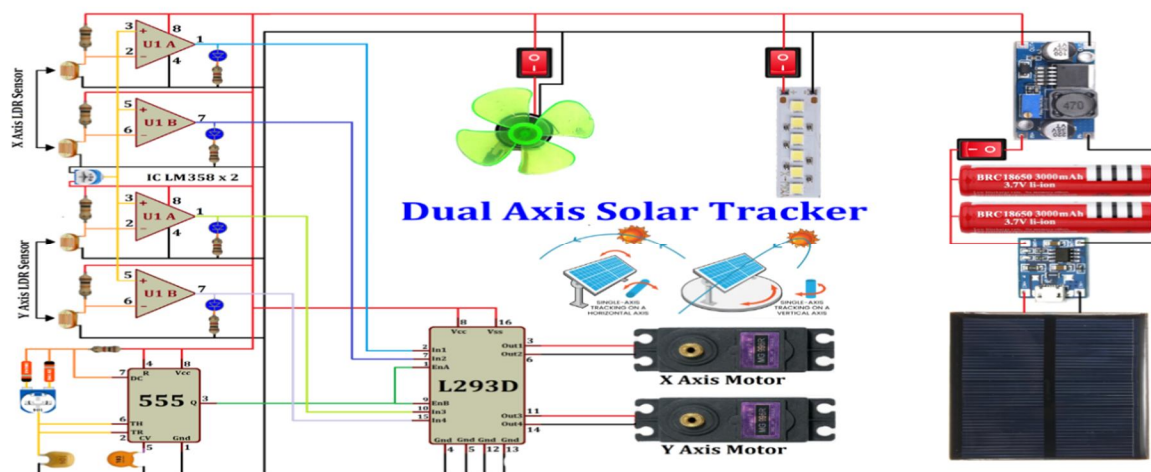 3
8
U1 A
1
2
4
X Axis LDR Sensor
5
U1 B
7
6
IC LM358 x 2
3
8
U1 A
1
2
4
Y Axis LDR Sensor
5
U1 B
7
6
470
BRC18650 3000mAh
3.7V li-ion
BRC18650 3000mAh
3.7V li-ion
Dual Axis Solar Tracker
SINGLE-AXIS
TRACKING ON A
HORIZONTAL AXIS
SINGLE-AXIS
TRACKING ON A
VERTICAL AXIS
8 16
Vcc Vss
2 In1 Out1 3
7 In2 Out2 6
1 EnA
L293D
9 EnB
10 In3 Out3 11
15 In4 Out4 14
Gnd Gnd Gnd Gnd
4 5 12 13
X Axis Motor
Y Axis Motor
4 8
R Vcc
7 DC
555 Q 3
6 TH
2 TR
CV Gnd
5 1